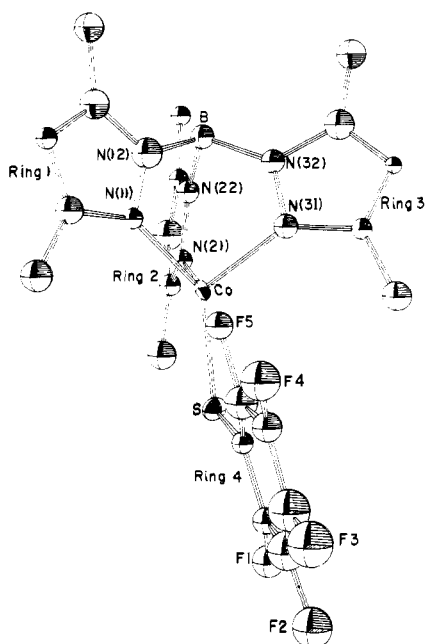 B
N(12)
N(32)
Ring 1
N(11)
N(22)
N(31)
Ring 3
N(21)
Ring 2
Co
F5
F4
S
Ring 4
F1
F3
F2